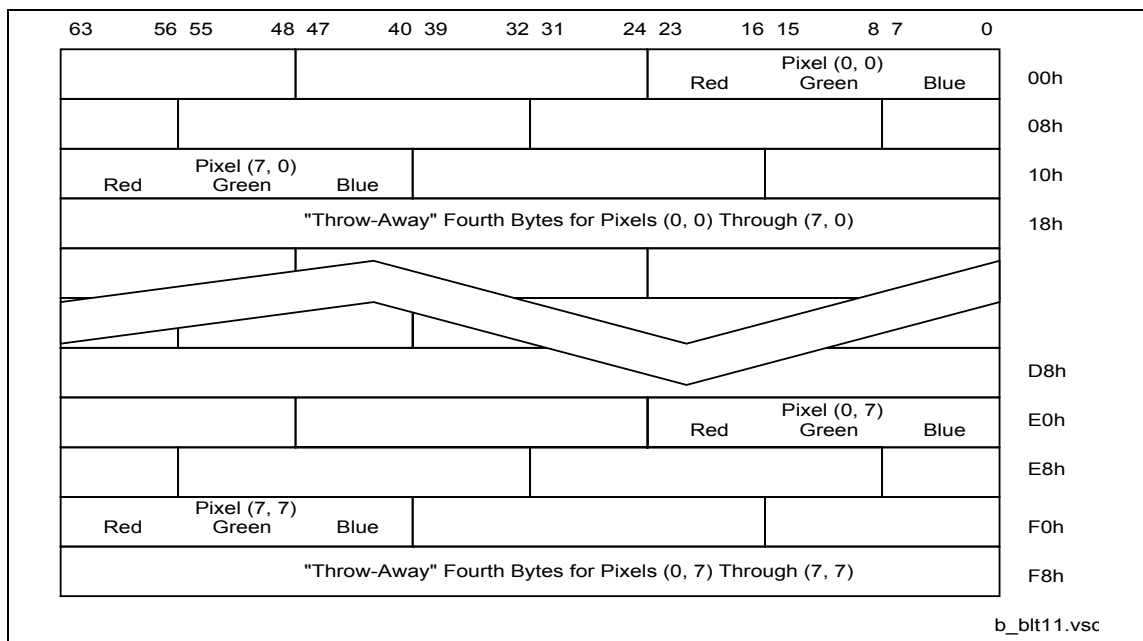 63 56 55 48 47 40 39 32 31 24 23 16 15 8 7 0
Pixel (0, 0)
Red Green Blue 00h
08h
Pixel (7, 0)
Red Green Blue 10h
"Throw-Away" Fourth Bytes for Pixels (0, 0) Through (7, 0) 18h
D8h
Pixel (0, 7)
Red Green Blue E0h
E8h
Pixel (7, 7)
Red Green Blue F0h
"Throw-Away" Fourth Bytes for Pixels (0, 7) Through (7, 7) F8h
b_blt11.vsd